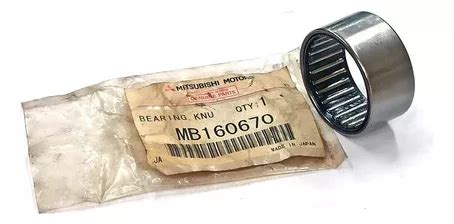 MITSUBISHI MOTORS
GENUINE PARTS
BEARING,KNU QTY:1
MB160670
JA
MADE IN JAPAN